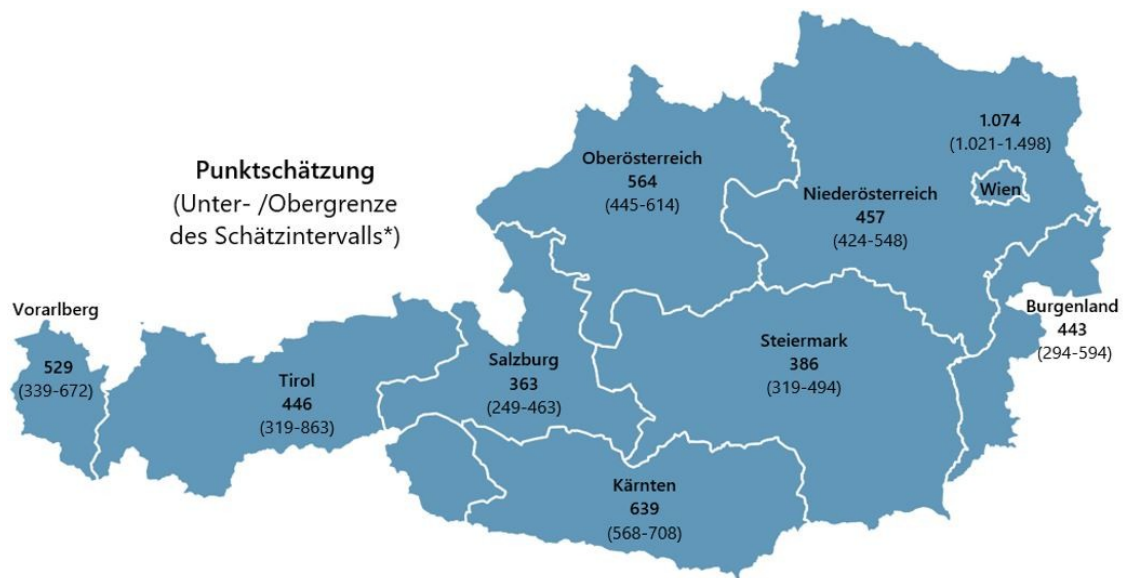 Punktschätzung
(Unter- /Obergrenze
des Schätzintervalls*)
Oberösterreich
564
(445-614)
1.074
(1.021-1.498)
Wien
Niederösterreich
457
(424-548)
Burgenland
443
(294-594)
Vorarlberg
529
(339-672)
Tirol
446
(319-863)
Salzburg
363
(249-463)
Steiermark
386
(319-494)
Kärnten
639
(568-708)